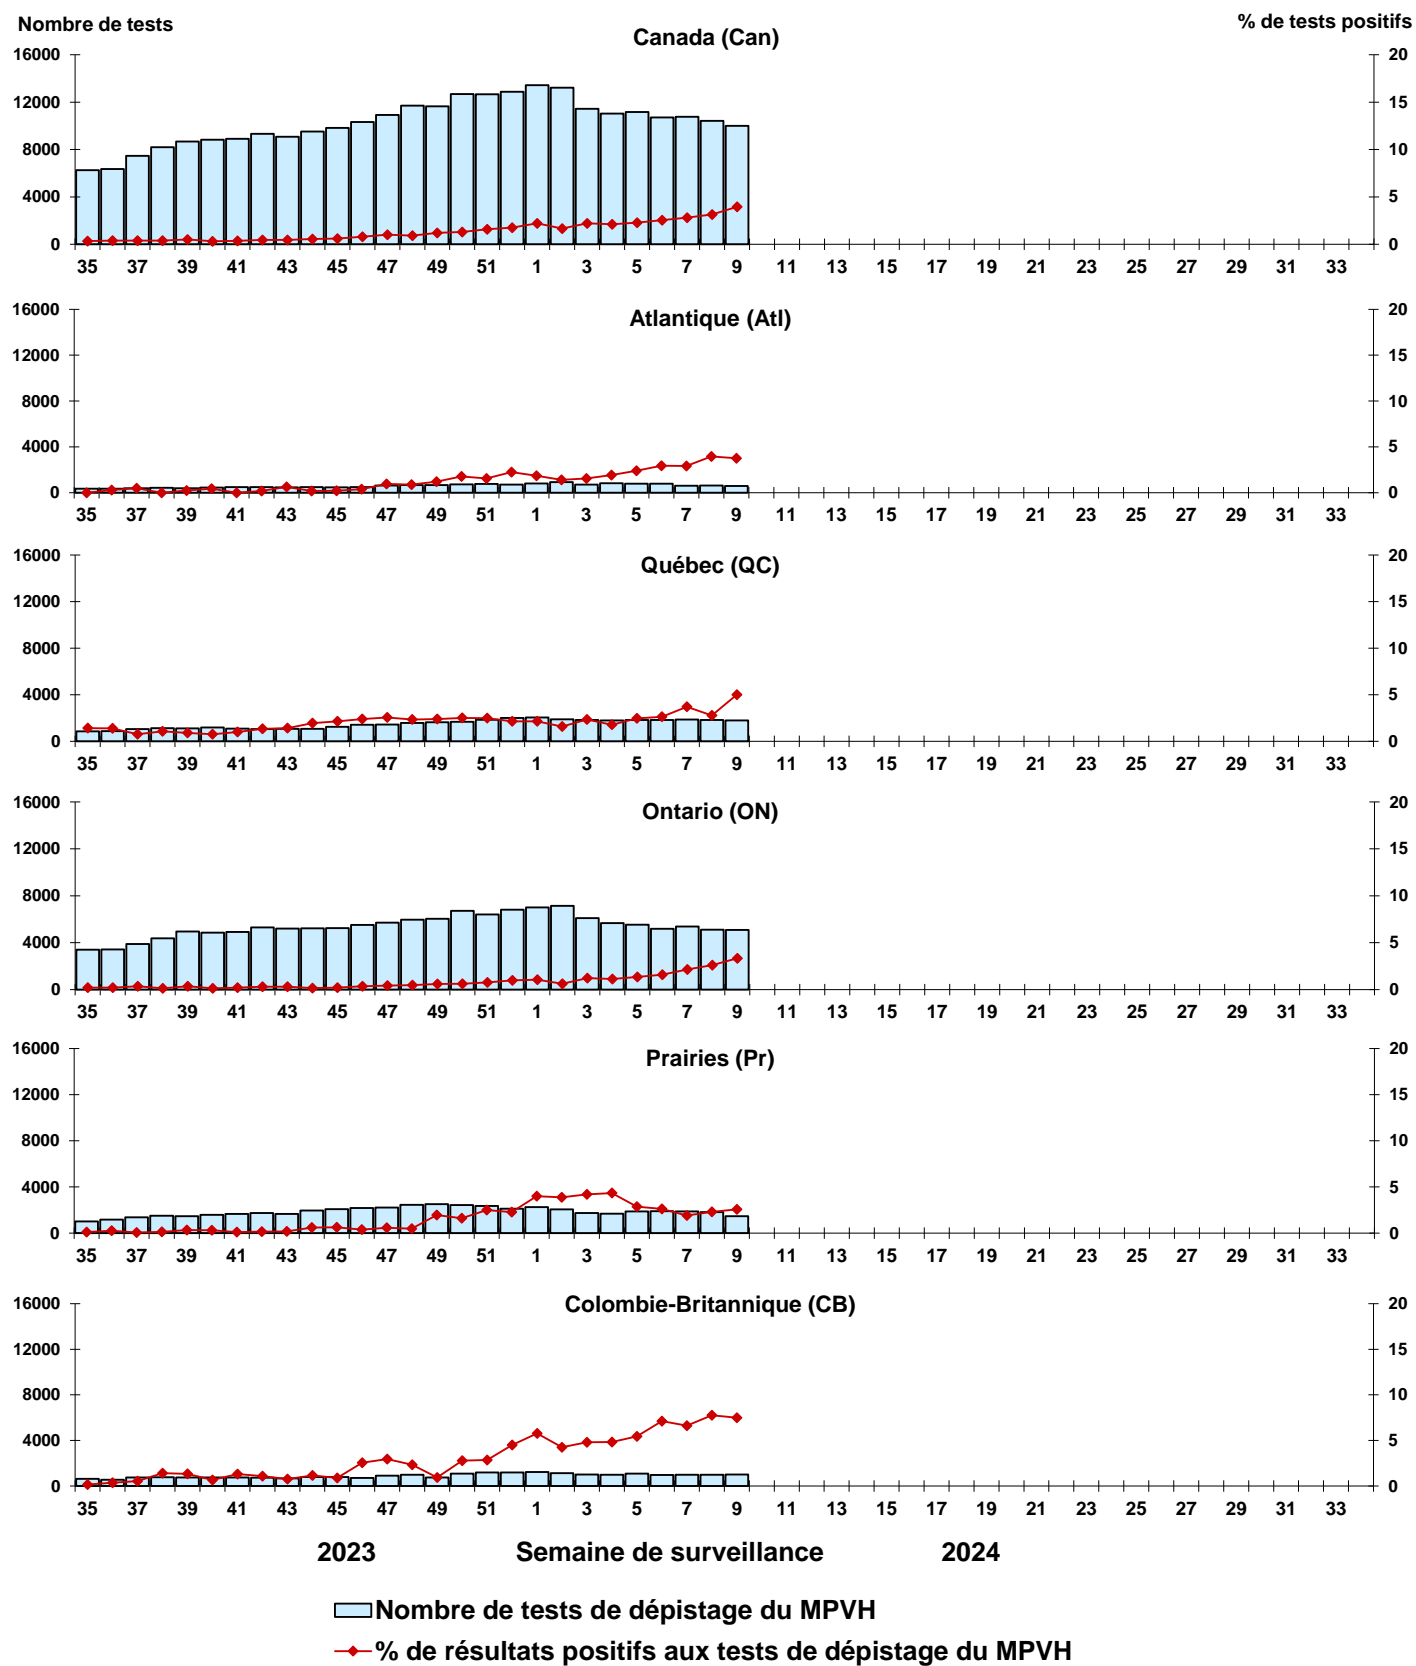 Nombre de tests
% de tests positifs
Canada (Can)
16000 20
12000 15
8000 10
4000 5
0 0
35 37 39 41 43 45 47 49 51 1 3 5 7 9 11 13 15 17 19 21 23 25 27 29 31 33
Atlantique (Atl)
16000 20
12000 15
8000 10
4000 5
0 0
35 37 39 41 43 45 47 49 51 1 3 5 7 9 11 13 15 17 19 21 23 25 27 29 31 33
Québec (QC)
16000 20
12000 15
8000 10
4000 5
0 0
35 37 39 41 43 45 47 49 51 1 3 5 7 9 11 13 15 17 19 21 23 25 27 29 31 33
Ontario (ON)
16000 20
12000 15
8000 10
4000 5
0 0
35 37 39 41 43 45 47 49 51 1 3 5 7 9 11 13 15 17 19 21 23 25 27 29 31 33
Prairies (Pr)
16000 20
12000 15
8000 10
4000 5
0 0
35 37 39 41 43 45 47 49 51 1 3 5 7 9 11 13 15 17 19 21 23 25 27 29 31 33
Colombie-Britannique (CB)
16000 20
12000 15
8000 10
4000 5
0 0
35 37 39 41 43 45 47 49 51 1 3 5 7 9 11 13 15 17 19 21 23 25 27 29 31 33
2023 Semaine de surveillance 2024
Nombre de tests de dépistage du MPVH
% de résultats positifs aux tests de dépistage du MPVH